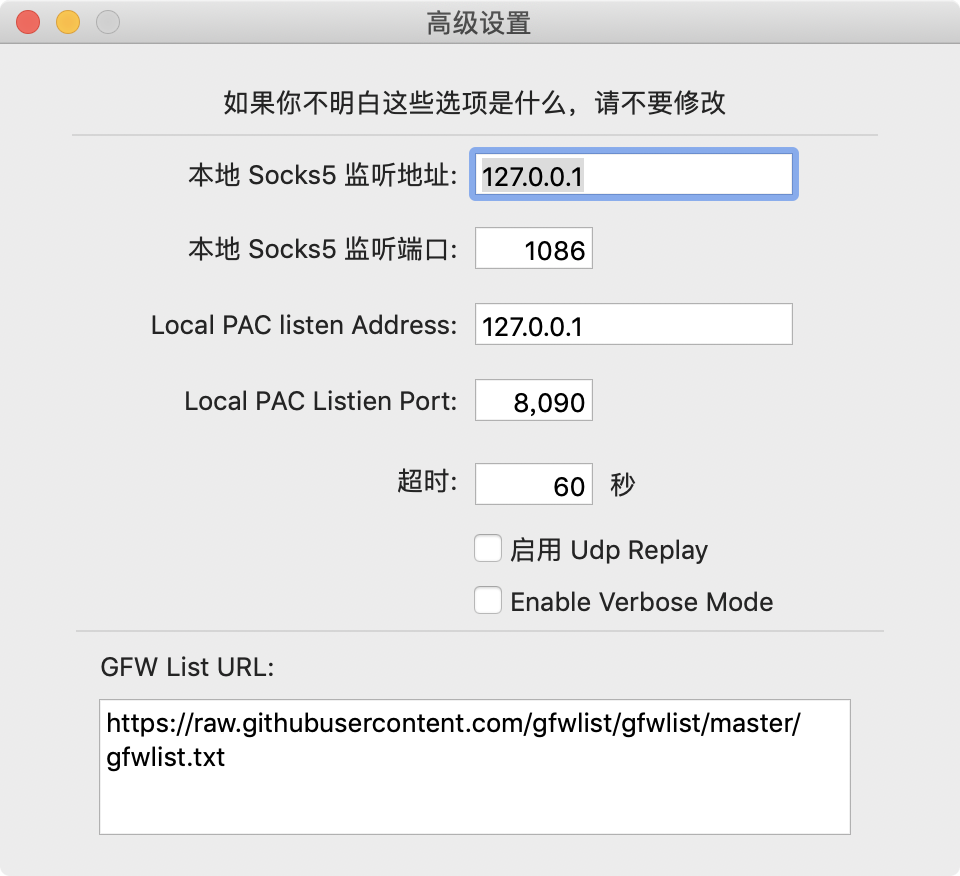 高级设置
如果你不明白这些选项是什么，请不要修改
本地 Socks5 监听地址: 127.0.0.1
本地 Socks5 监听端口: 1086
Local PAC listen Address: 127.0.0.1
Local PAC Listien Port: 8,090
超时: 60 秒
启用 Udp Replay
Enable Verbose Mode
GFW List URL:
https://raw.githubusercontent.com/gfwlist/gfwlist/master/
gfwlist.txt